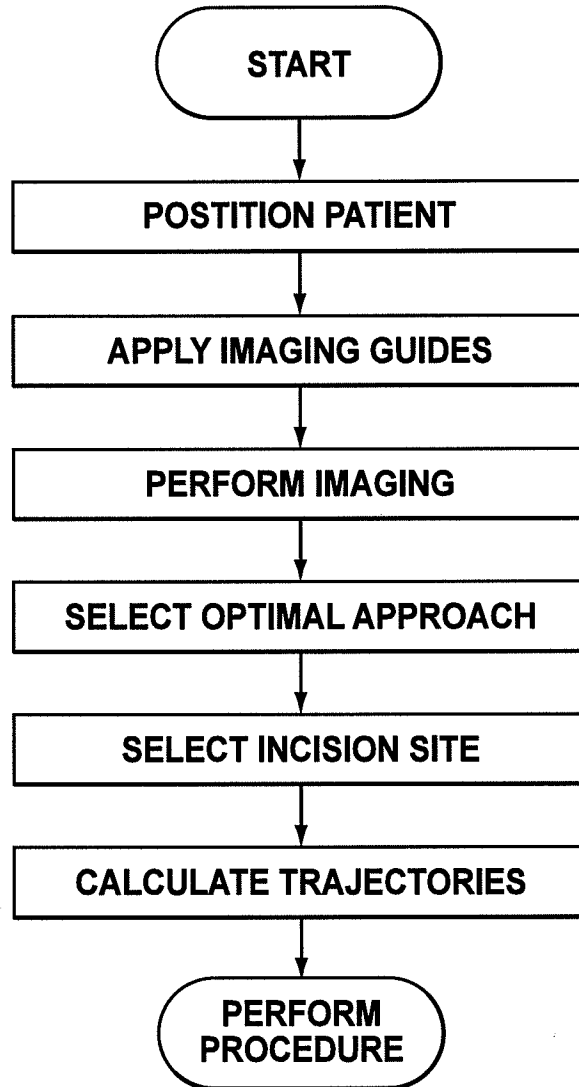 START
POSTITION PATIENT
APPLY IMAGING GUIDES
PERFORM IMAGING
SELECT OPTIMAL APPROACH
SELECT INCISION SITE
CALCULATE TRAJECTORIES
PERFORM
PROCEDURE